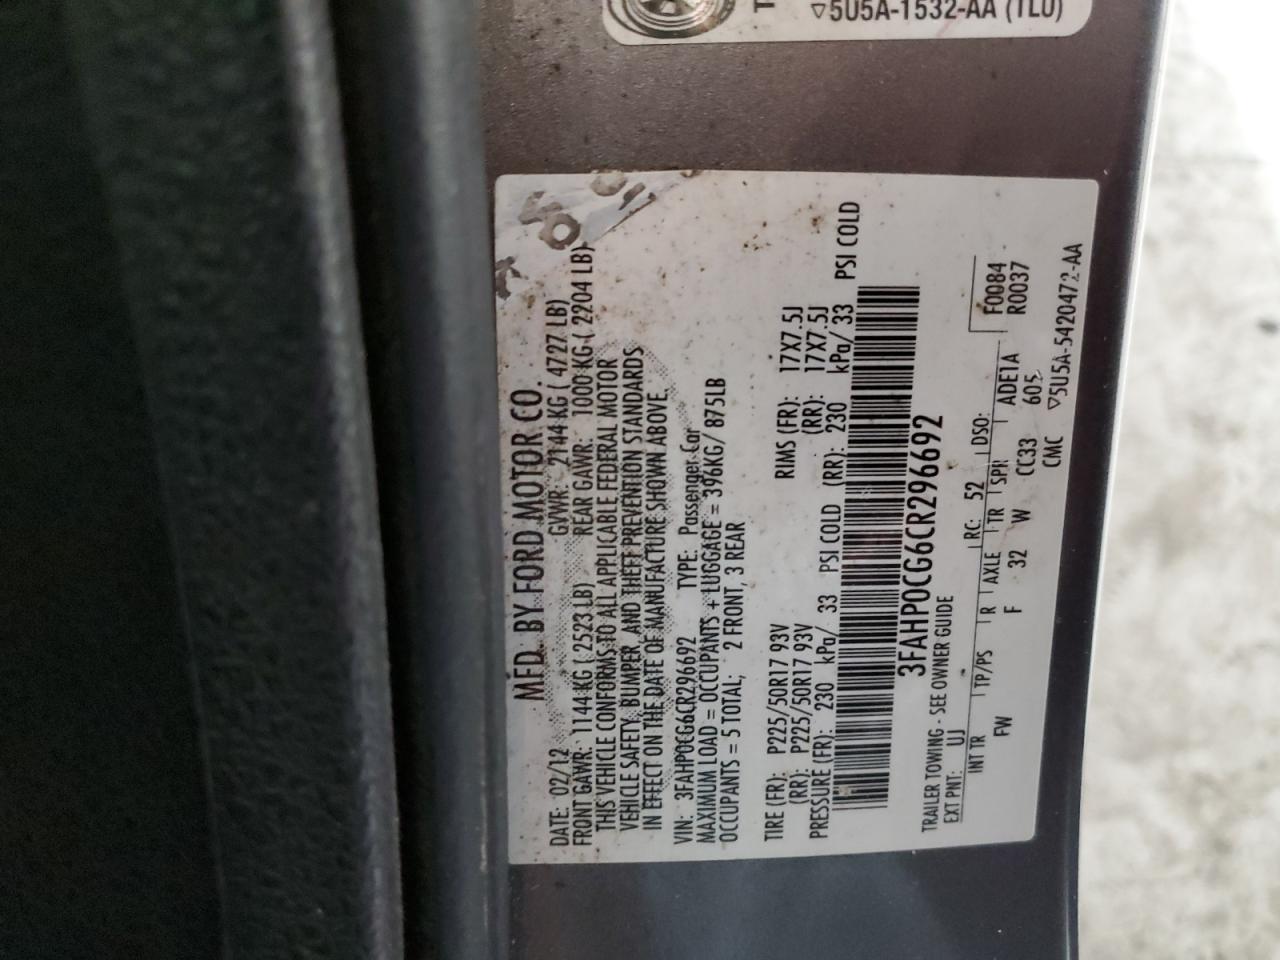 ▽5U5A-1532-AA (TLU)
MFD. BY FORD MOTOR CO.
DATE: 02/12 GVWR: 2144 KG ( 4727 LB)
FRONT GAWR: 1144 KG ( 2523 LB) REAR GAWR: 1000 KG ( 2204 LB)
THIS VEHICLE CONFORMS TO ALL APPLICABLE FEDERAL MOTOR
VEHICLE SAFETY, BUMPER, AND THEFT PREVENTION STANDARDS
IN EFFECT ON THE DATE OF MANUFACTURE SHOWN ABOVE.
VIN: 3FAHP0CG6CR296692 TYPE: Passenger Car
MAXIMUM LOAD = OCCUPANTS + LUGGAGE = 396KG/ 875LB
OCCUPANTS = 5 TOTAL; 2 FRONT, 3 REAR
TIRE (FR): P225/50R17 93V RIMS (FR): 17X7.5J
(RR): P225/50R17 93V (RR): 17X7.5J
PRESSURE (FR): 230 kPa/ 33 PSI COLD (RR): 230 kPa/ 33 PSI COLD
3FAHP0CG6CR296692
TRAILER TOWING - SEE OWNER GUIDE
EXT PNT: UJ RC: 52 DSO: F0084
INT TR TP/PS R AXLE TR SPR ADE1A R0037
FW F 32 W CC33 605
CMC ▽5U5A-5420472-AA